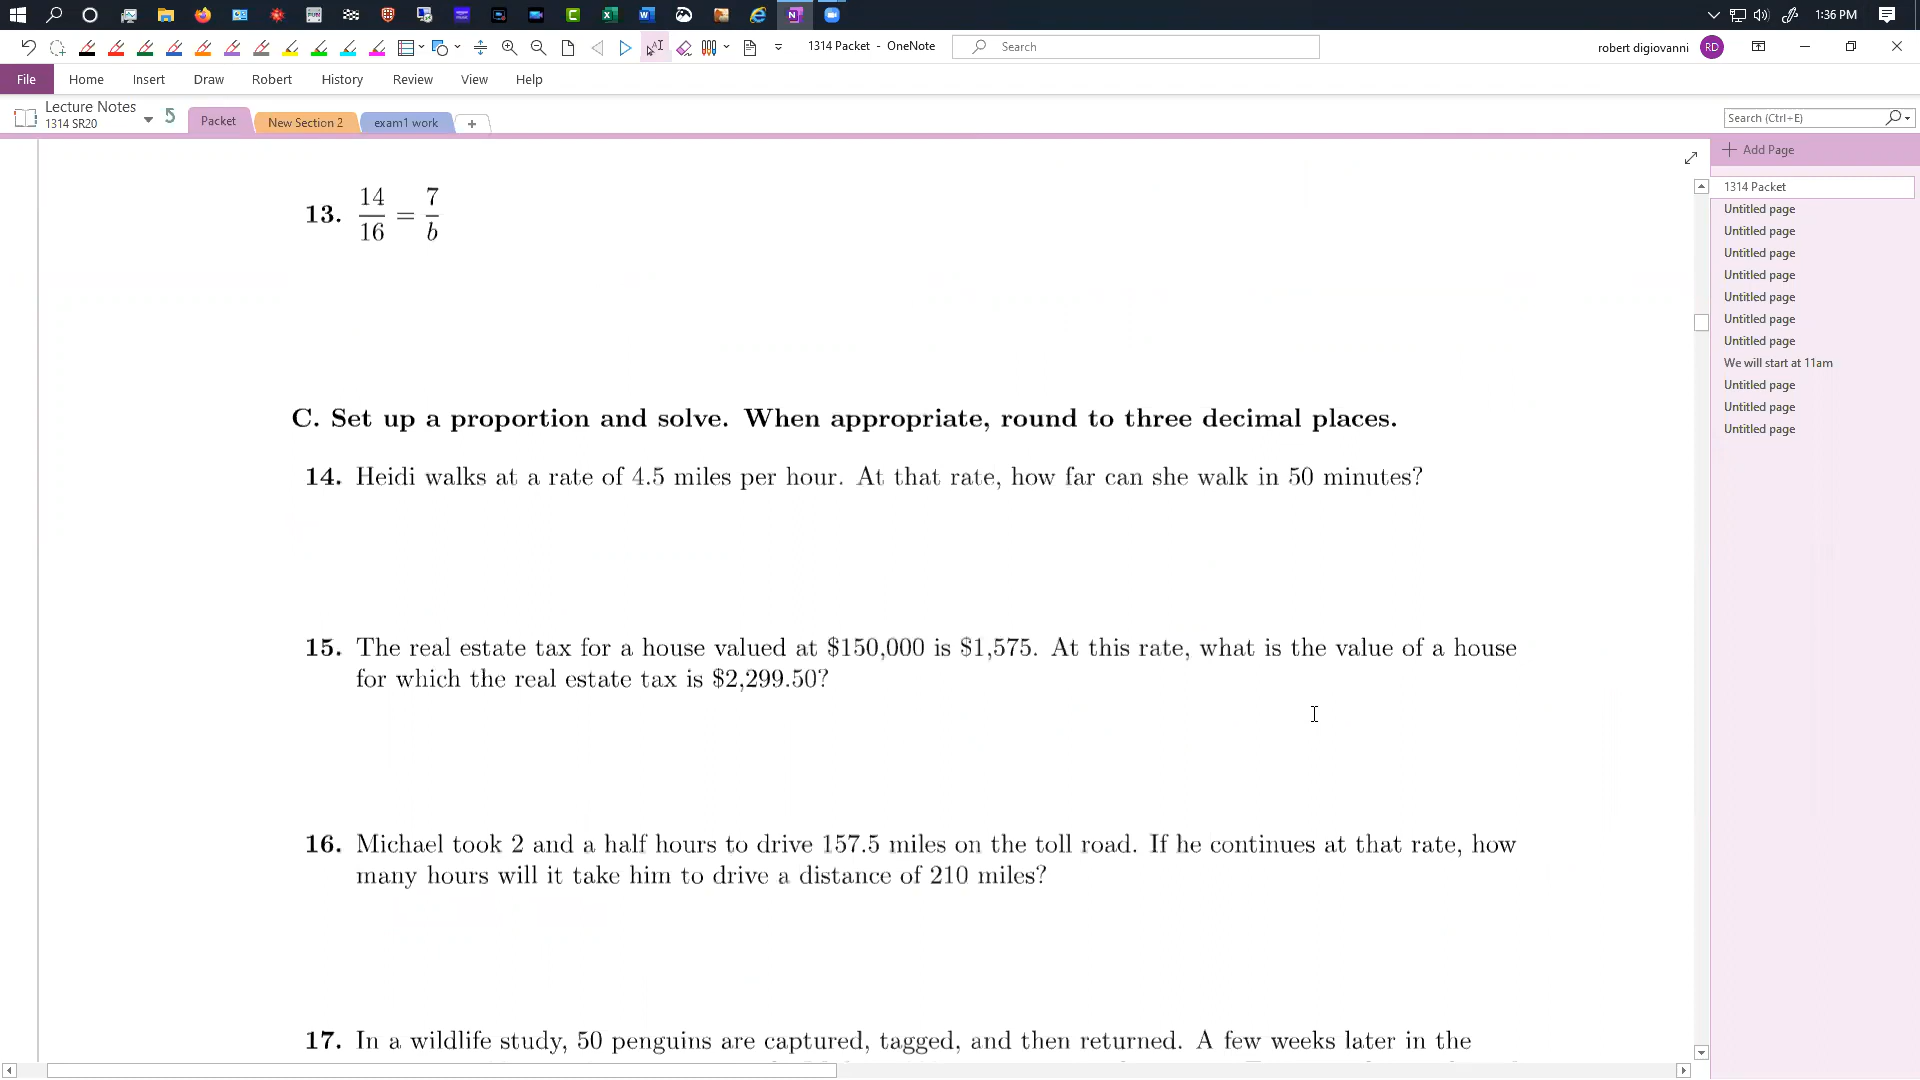 1:36 PM
1314 Packet - OneNote
Search
robert digiovanni
RD
File
Home
Insert
Draw
Robert
History
Review
View
Help
Lecture Notes
1314 SR20
Packet
New Section 2
exam1 work
Search (Ctrl+E)
Add Page
1314 Packet
Untitled page
Untitled page
Untitled page
Untitled page
Untitled page
Untitled page
Untitled page
We will start at 11am
Untitled page
Untitled page
Untitled page
13. 14/16 = 7/b
C. Set up a proportion and solve. When appropriate, round to three decimal places.
14. Heidi walks at a rate of 4.5 miles per hour. At that rate, how far can she walk in 50 minutes?
15. The real estate tax for a house valued at $150,000 is $1,575. At this rate, what is the value of a house
for which the real estate tax is $2,299.50?
16. Michael took 2 and a half hours to drive 157.5 miles on the toll road. If he continues at that rate, how
many hours will it take him to drive a distance of 210 miles?
17. In a wildlife study, 50 penguins are captured, tagged, and then returned. A few weeks later in the